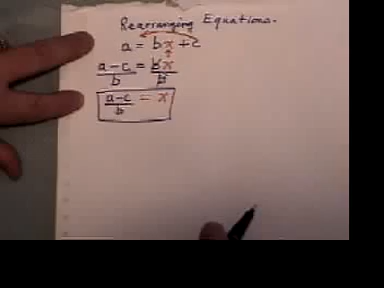 Rearranging Equations.
a = bx + c
a-c/b = bx/b
a-c/b = x